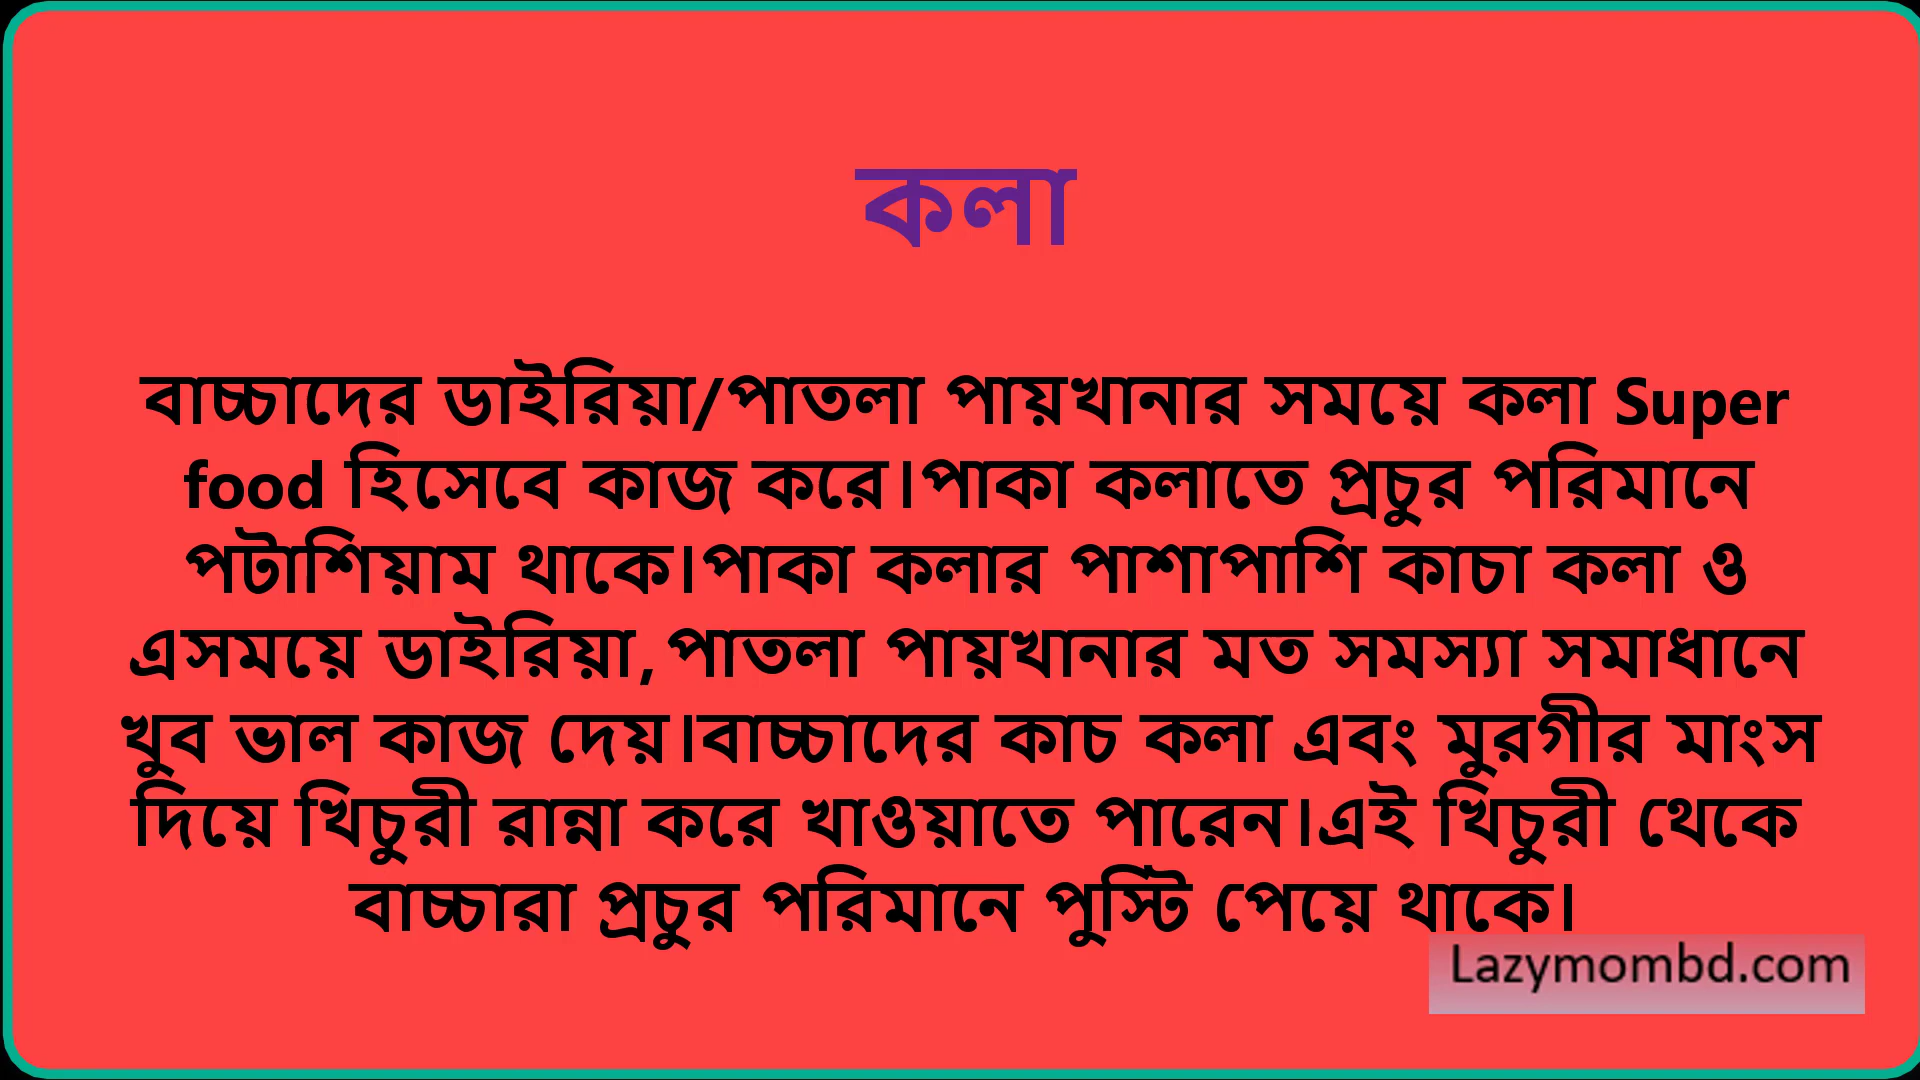 কলা
বাচ্চাদের ডাইরিয়া/পাতলা পায়খানার সময়ে কলা Super
food হিসেবে কাজ করে।পাকা কলাতে প্রচুর পরিমানে
পটাশিয়াম থাকে।পাকা কলার পাশাপাশি কাচা কলা ও
এসময়ে ডাইরিয়া, পাতলা পায়খানার মত সমস্যা সমাধানে
খুব ভাল কাজ দেয়।বাচ্চাদের কাচ কলা এবং মুরগীর মাংস
দিয়ে খিচুরী রান্না করে খাওয়াতে পারেন।এই খিচুরী থেকে
বাচ্চারা প্রচুর পরিমানে পুস্টি পেয়ে থাকে।
Lazymombd.com